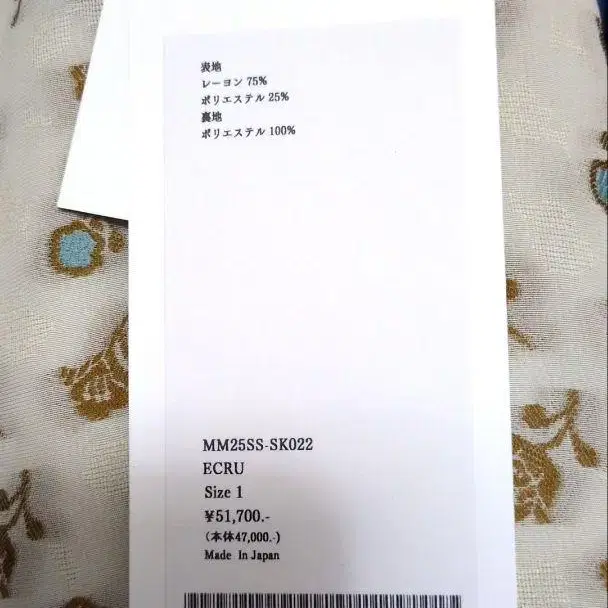 表地
レーヨン 75%
ポリエステル 25%
裏地
ポリエステル 100%
MM25SS-SK022
ECRU
Size 1
¥51,700.-
(本体47,000.-)
Made In Japan